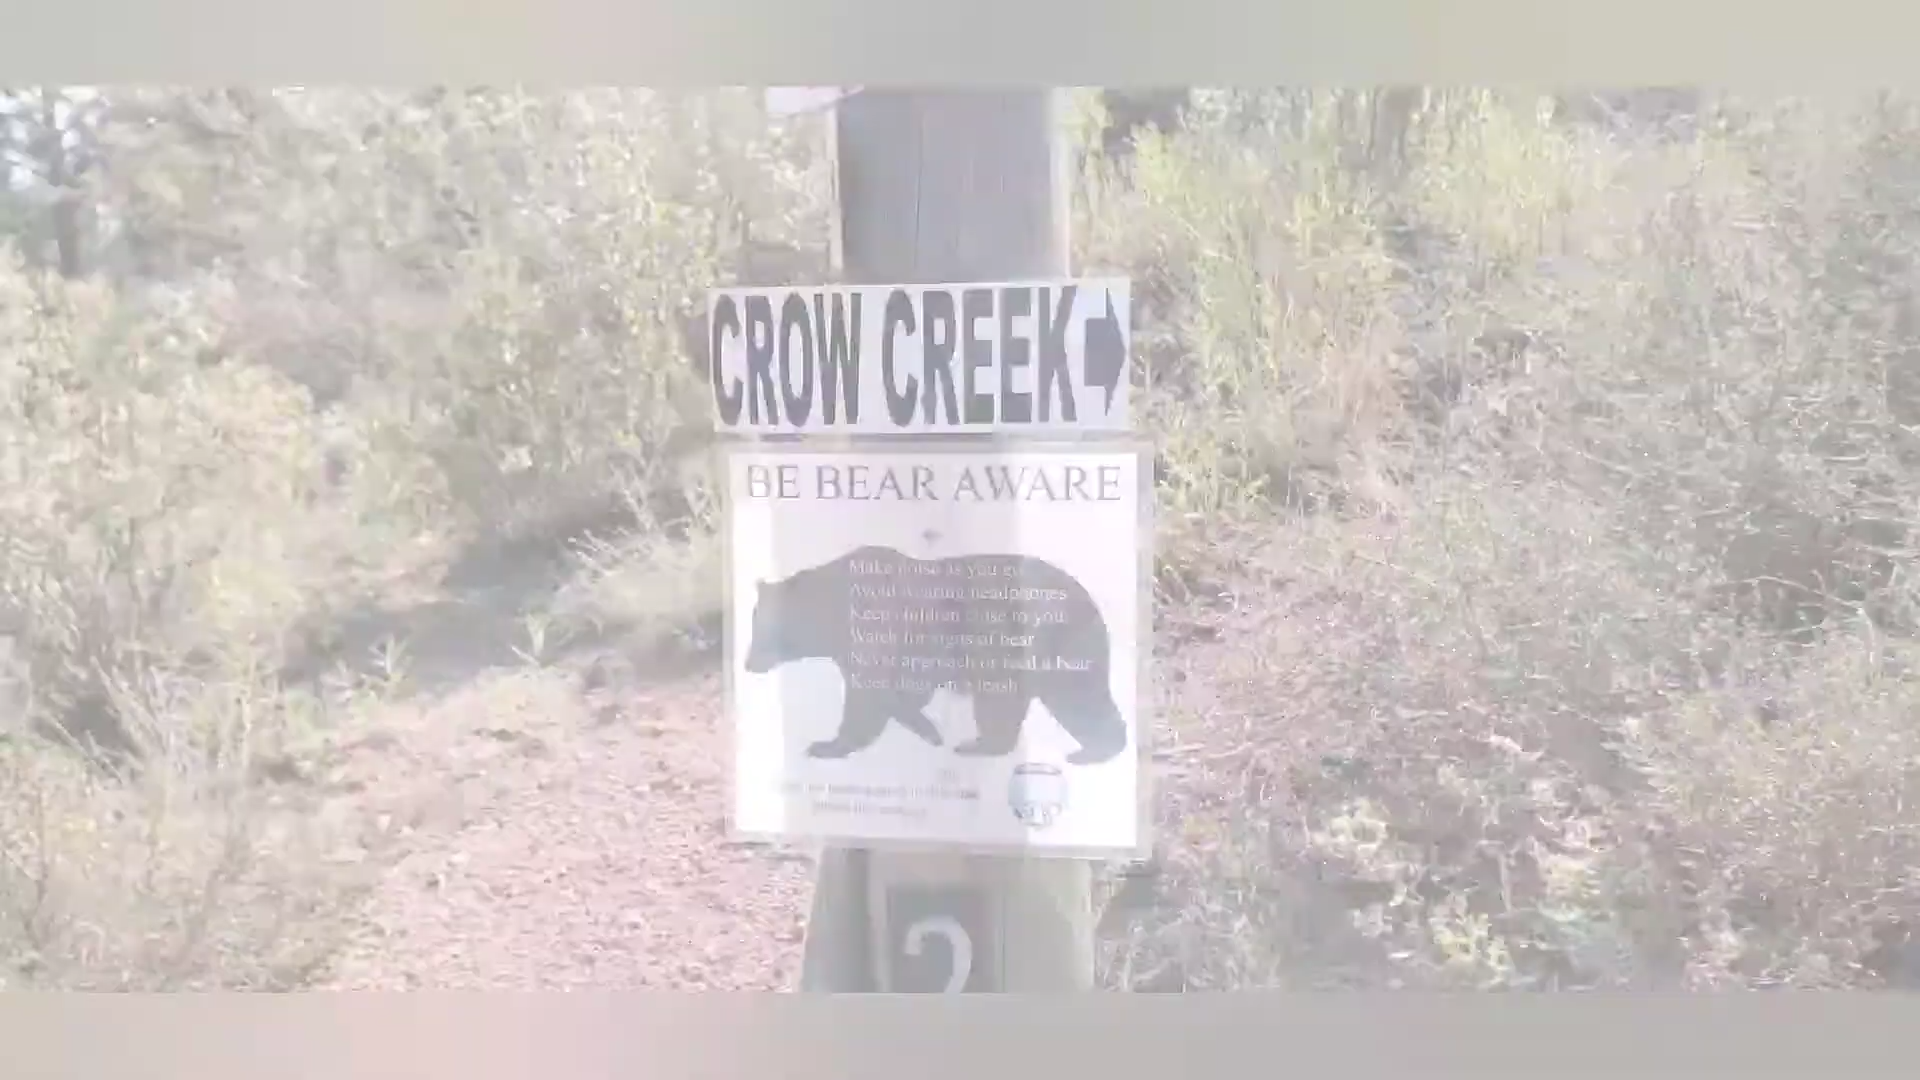 CROW CREEK
BE BEAR AWARE
Make noise as you go
Avoid wearing headphones
Keep children close to you
Watch for signs of bear
Never approach or feed a bear
Keep dogs on a leash
2